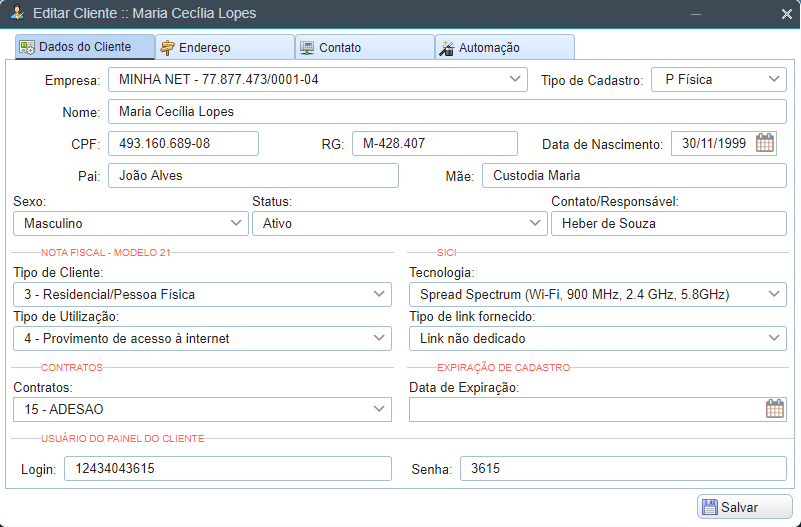 Editar Cliente :: Maria Cecília Lopes
Dados do Cliente Endereço Contato Automação
Empresa: MINHA NET - 77.877.473/0001-04 Tipo de Cadastro: P Física
Nome: Maria Cecília Lopes
CPF: 493.160.689-08 RG: M-428.407 Data de Nascimento: 30/11/1999
Pai: João Alves Mãe: Custodia Maria
Sexo: Status: Contato/Responsável:
Masculino Ativo Heber de Souza
NOTA FISCAL - MODELO 21 SICI
Tipo de Cliente: Tecnologia:
3 - Residencial/Pessoa Física Spread Spectrum (Wi-Fi, 900 MHz, 2.4 GHz, 5.8GHz)
Tipo de Utilização: Tipo de link fornecido:
4 - Provimento de acesso à internet Link não dedicado
CONTRATOS EXPIRAÇÃO DE CADASTRO
Contratos: Data de Expiração:
15 - ADESAO
USUÁRIO DO PAINEL DO CLIENTE
Login: 12434043615 Senha: 3615
Salvar